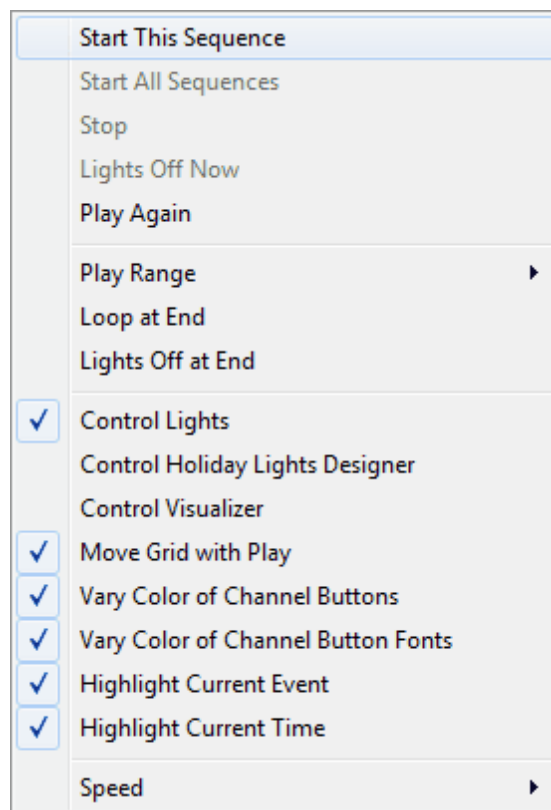 Start This Sequence
Start All Sequences
Stop
Lights Off Now
Play Again
Play Range
Loop at End
Lights Off at End
Control Lights
Control Holiday Lights Designer
Control Visualizer
Move Grid with Play
Vary Color of Channel Buttons
Vary Color of Channel Button Fonts
Highlight Current Event
Highlight Current Time
Speed